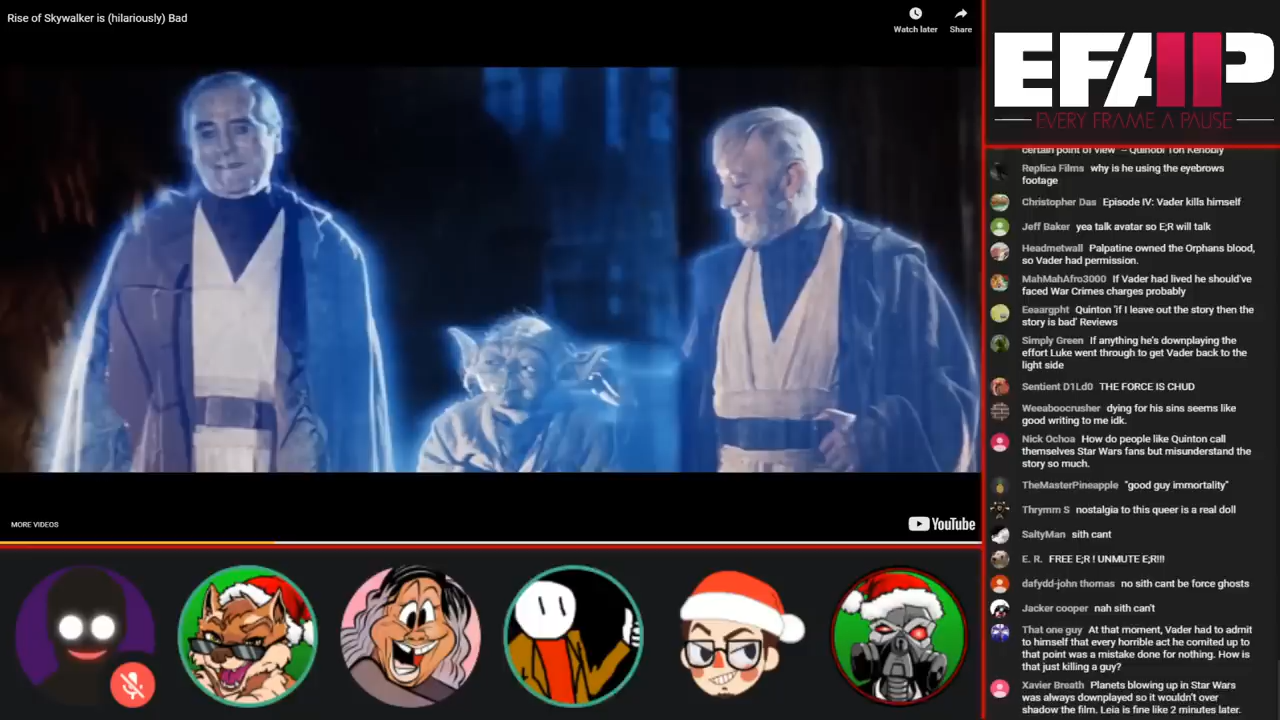 Rise of Skywalker is (hilariously) Bad
Watch later
Share
MORE VIDEOS
YouTube
EFAP
EVERY FRAME A PAUSE
certain point of view" – Quinobi Ton Kenobly
Replica Films why is he using the eyebrows
footage
Christopher Das Episode IV: Vader kills himself
Jeff Baker yea talk avatar so E;R will talk
Headmetwall Palpatine owned the Orphans blood,
so Vader had permission.
MahMahAfro3000 If Vader had lived he should've
faced War Crimes charges probably
Eeaargpht Quinton 'if I leave out the story then the
story is bad' Reviews
Simply Green If anything he's downplaying the
effort Luke went through to get Vader back to the
light side
Sentient D1Ld0 THE FORCE IS CHUD
Weeaboocrusher dying for his sins seems like
good writing to me idk.
Nick Ochoa How do people like Quinton call
themselves Star Wars fans but misunderstand the
story so much.
TheMasterPineapple "good guy immortality"
Thrymm S nostalgia to this queer is a real doll
SaltyMan sith cant
E. R. FREE E;R ! UNMUTE E;R!!!
dafydd-john thomas no sith cant be force ghosts
Jacker cooper nah sith can't
That one guy At that moment, Vader had to admit
to himself that every horrible act he comited up to
that point was a mistake done for nothing. How is
that just killing a guy?
Xavier Breath Planets blowing up in Star Wars
was always downplayed so it wouldn't over
shadow the film. Leia is fine like 2 minutes later.